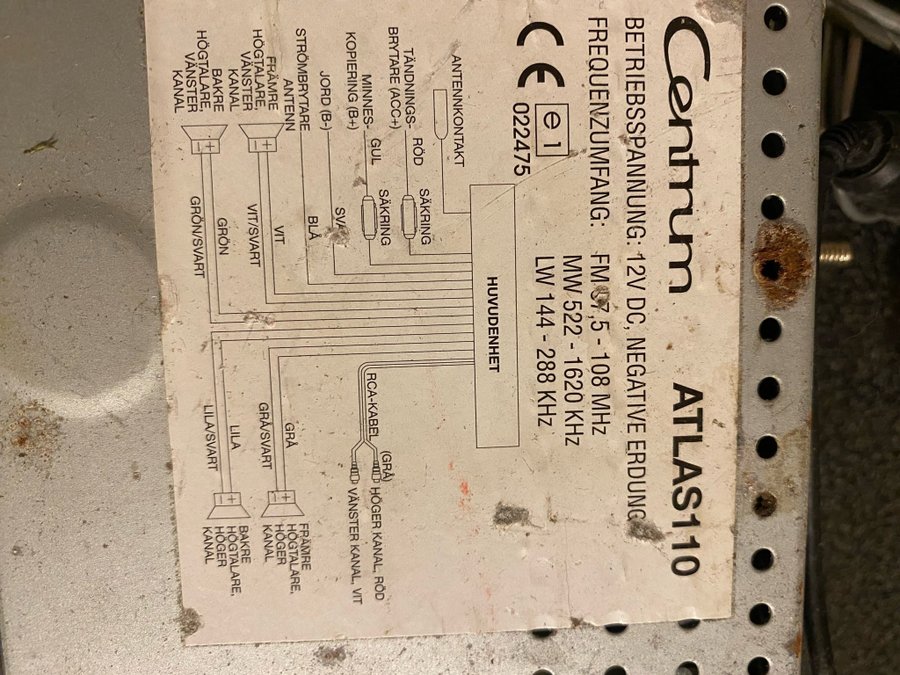 Centrum ATLAS110
BETRIEBSSPANNUNG: 12V DC, NEGATIVE ERDUNG
FREQUENZUMFANG: FM 87,5 - 108 MHz
MW 522 - 1620 KHz
LW 144 - 288 KHz
CE e1 022475
ANTENNKONTAKT
HUVUDENHET
TÄNDNINGS-
BRYTARE (ACC+)
RÖD
SÄKRING
MINNES-
KOPIERING (B+)
GUL
SÄKRING
JORD (B-)
STRÖMBRYTARE
ANTENN
BLÅ
RCA-KABEL
(GRÅ)
HÖGER KANAL, RÖD
VÄNSTER KANAL, VIT
FRÄMRE
HÖGTALARE,
VÄNSTER
KANAL
VIT
VIT/SVART
GRÅ
GRÅ/SVART
FRÄMRE
HÖGTALARE,
HÖGER
KANAL
BAKRE
HÖGTALARE,
VÄNSTER
KANAL
GRÖN
GRÖN/SVART
LILA
LILA/SVART
BAKRE
HÖGTALARE,
HÖGER
KANAL